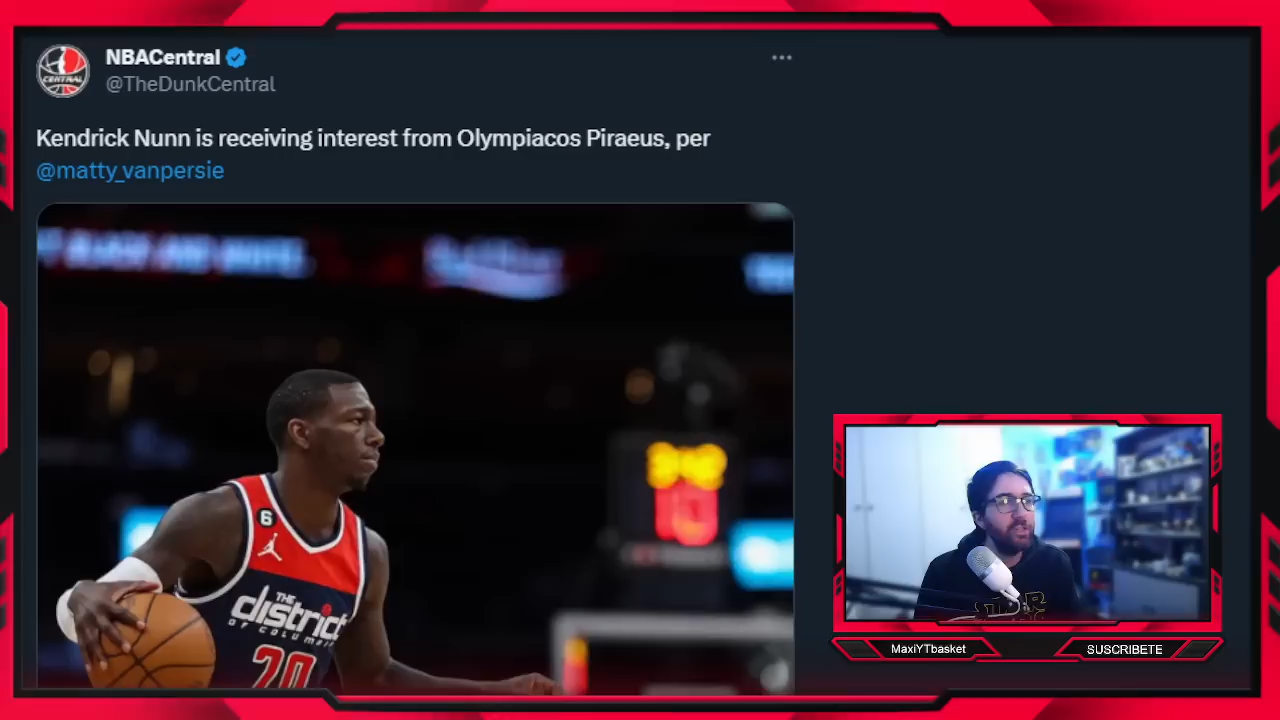 NBACentral
@TheDunkCentral
Kendrick Nunn is receiving interest from Olympiacos Piraeus, per
@matty_vanpersie
6
THE
district
OF COLUMBIA
20
MaxiYTbasket
SUSCRIBETE